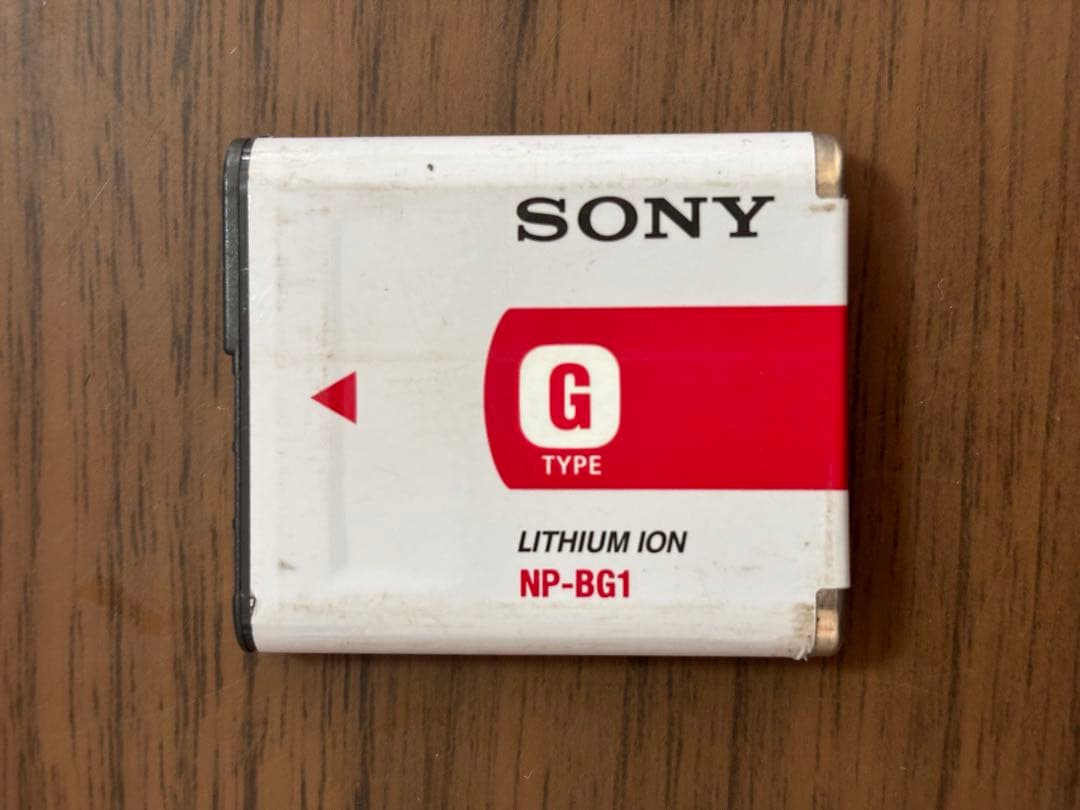 SONY
G
TYPE
LITHIUM ION
NP-BG1